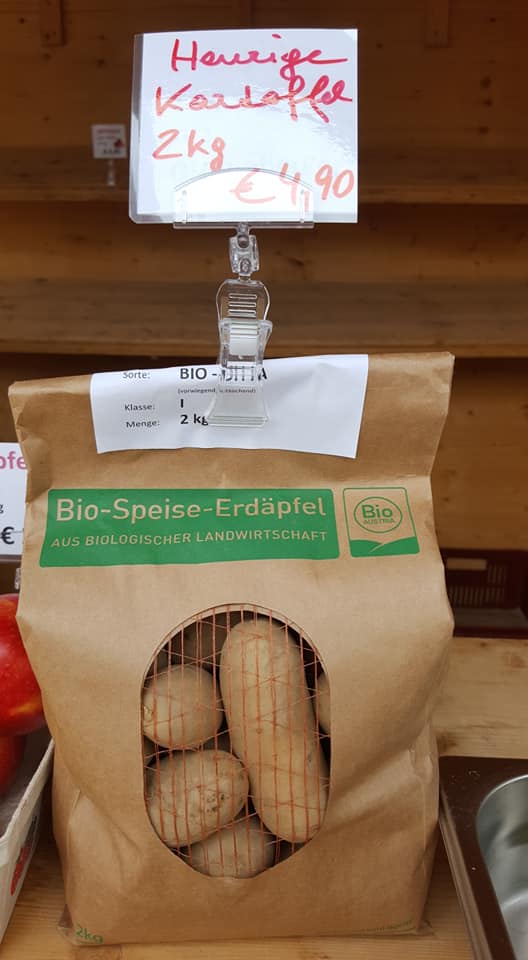 Heurige
Kartoffel
2kg
€ 4,90
Sorte: BIO - DITTA
Klasse: I
Menge: 2 kg
Bio-Speise-Erdäpfel
AUS BIOLOGISCHER LANDWIRTSCHAFT
Bio
AUSTRIA
€
2kg